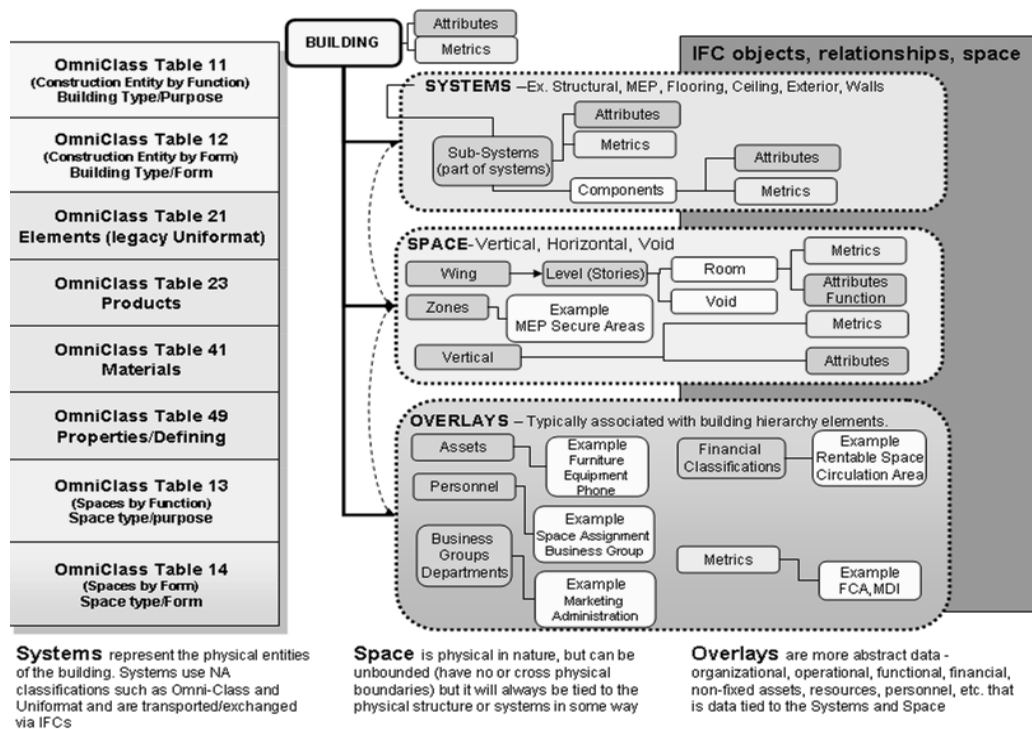 OmniClass Table 11
(Construction Entity by Function)
Building Type/Purpose
OmniClass Table 12
(Construction Entity by Form)
Building Type/Form
OmniClass Table 21
Elements (legacy Uniformat)
OmniClass Table 23
Products
OmniClass Table 41
Materials
OmniClass Table 49
Properties/Defining
OmniClass Table 13
(Spaces by Function)
Space type/purpose
OmniClass Table 14
(Spaces by Form)
Space type/Form
BUILDING
Attributes
Metrics
IFC objects, relationships, space
SYSTEMS –Ex. Structural, MEP, Flooring, Ceiling, Exterior, Walls
Attributes
Metrics
Sub-Systems
(part of systems)
Components
Attributes
Metrics
SPACE-Vertical, Horizontal, Void
Wing
Level (Stories)
Room
Void
Metrics
Attributes
Function
Zones
Example
MEP Secure Areas
Metrics
Vertical
Attributes
OVERLAYS – Typically associated with building hierarchy elements.
Assets
Example
Furniture
Equipment
Phone
Financial
Classifications
Example
Rentable Space
Circulation Area
Personnel
Example
Space Assignment
Business Group
Business
Groups
Departments
Example
Marketing
Administration
Metrics
Example
FCA,MDI
Systems represent the physical entities
of the building. Systems use NA
classifications such as Omni-Class and
Uniformat and are transported/exchanged
via IFCs
Space is physical in nature, but can be
unbounded (have no or cross physical
boundaries) but it will always be tied to the
physical structure or systems in some way
Overlays are more abstract data -
organizational, operational, functional, financial,
non-fixed assets, resources, personnel, etc. that
is data tied to the Systems and Space